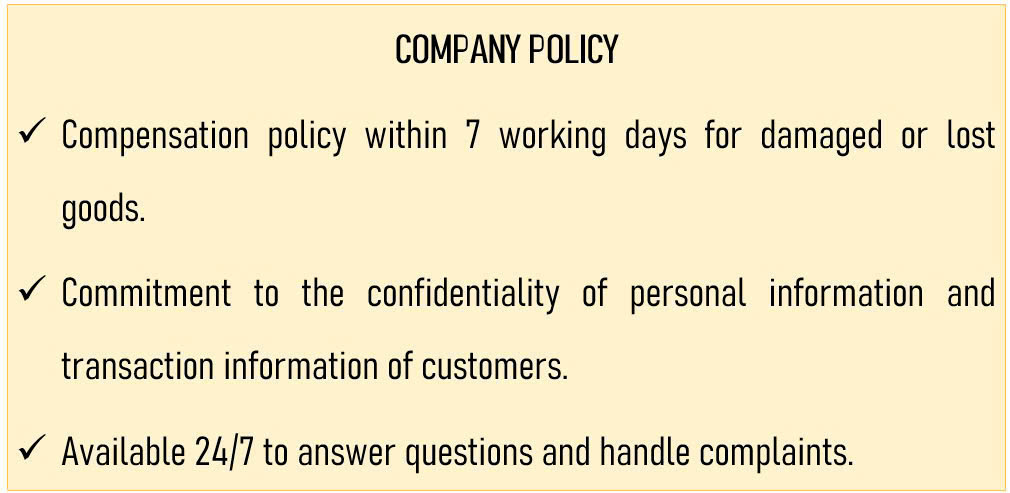 COMPANY POLICY
✓ Compensation policy within 7 working days for damaged or lost
goods.
✓ Commitment to the confidentiality of personal information and
transaction information of customers.
✓ Available 24/7 to answer questions and handle complaints.